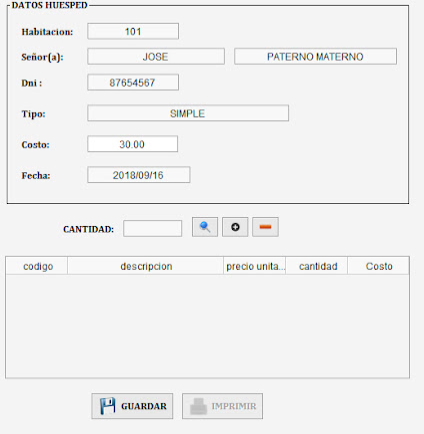 DATOS HUESPED
Habitacion: 101
Señor(a): JOSE PATERNO MATERNO
Dni : 87654567
Tipo: SIMPLE
Costo: 30.00
Fecha: 2018/09/16
CANTIDAD:
codigo descripcion precio unita... cantidad Costo
GUARDAR IMPRIMIR